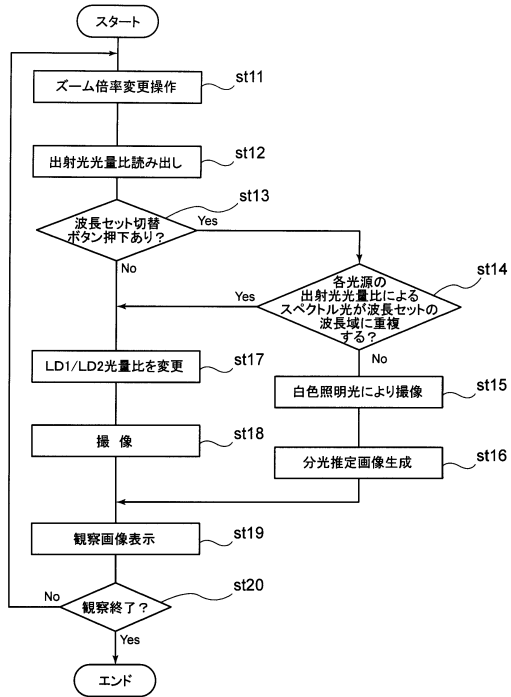 スタート
ズーム倍率変更操作
st11
出射光光量比読み出し
st12
波長セット切替
ボタン押下あり？
st13
Yes
No
各光源の
出射光光量比による
スペクトル光が波長セットの
波長域に重複
する？
st14
Yes
No
LD1/LD2光量比を変更
st17
白色照明光により撮像
st15
撮 像
st18
分光推定画像生成
st16
観察画像表示
st19
観察終了？
st20
No
Yes
エンド